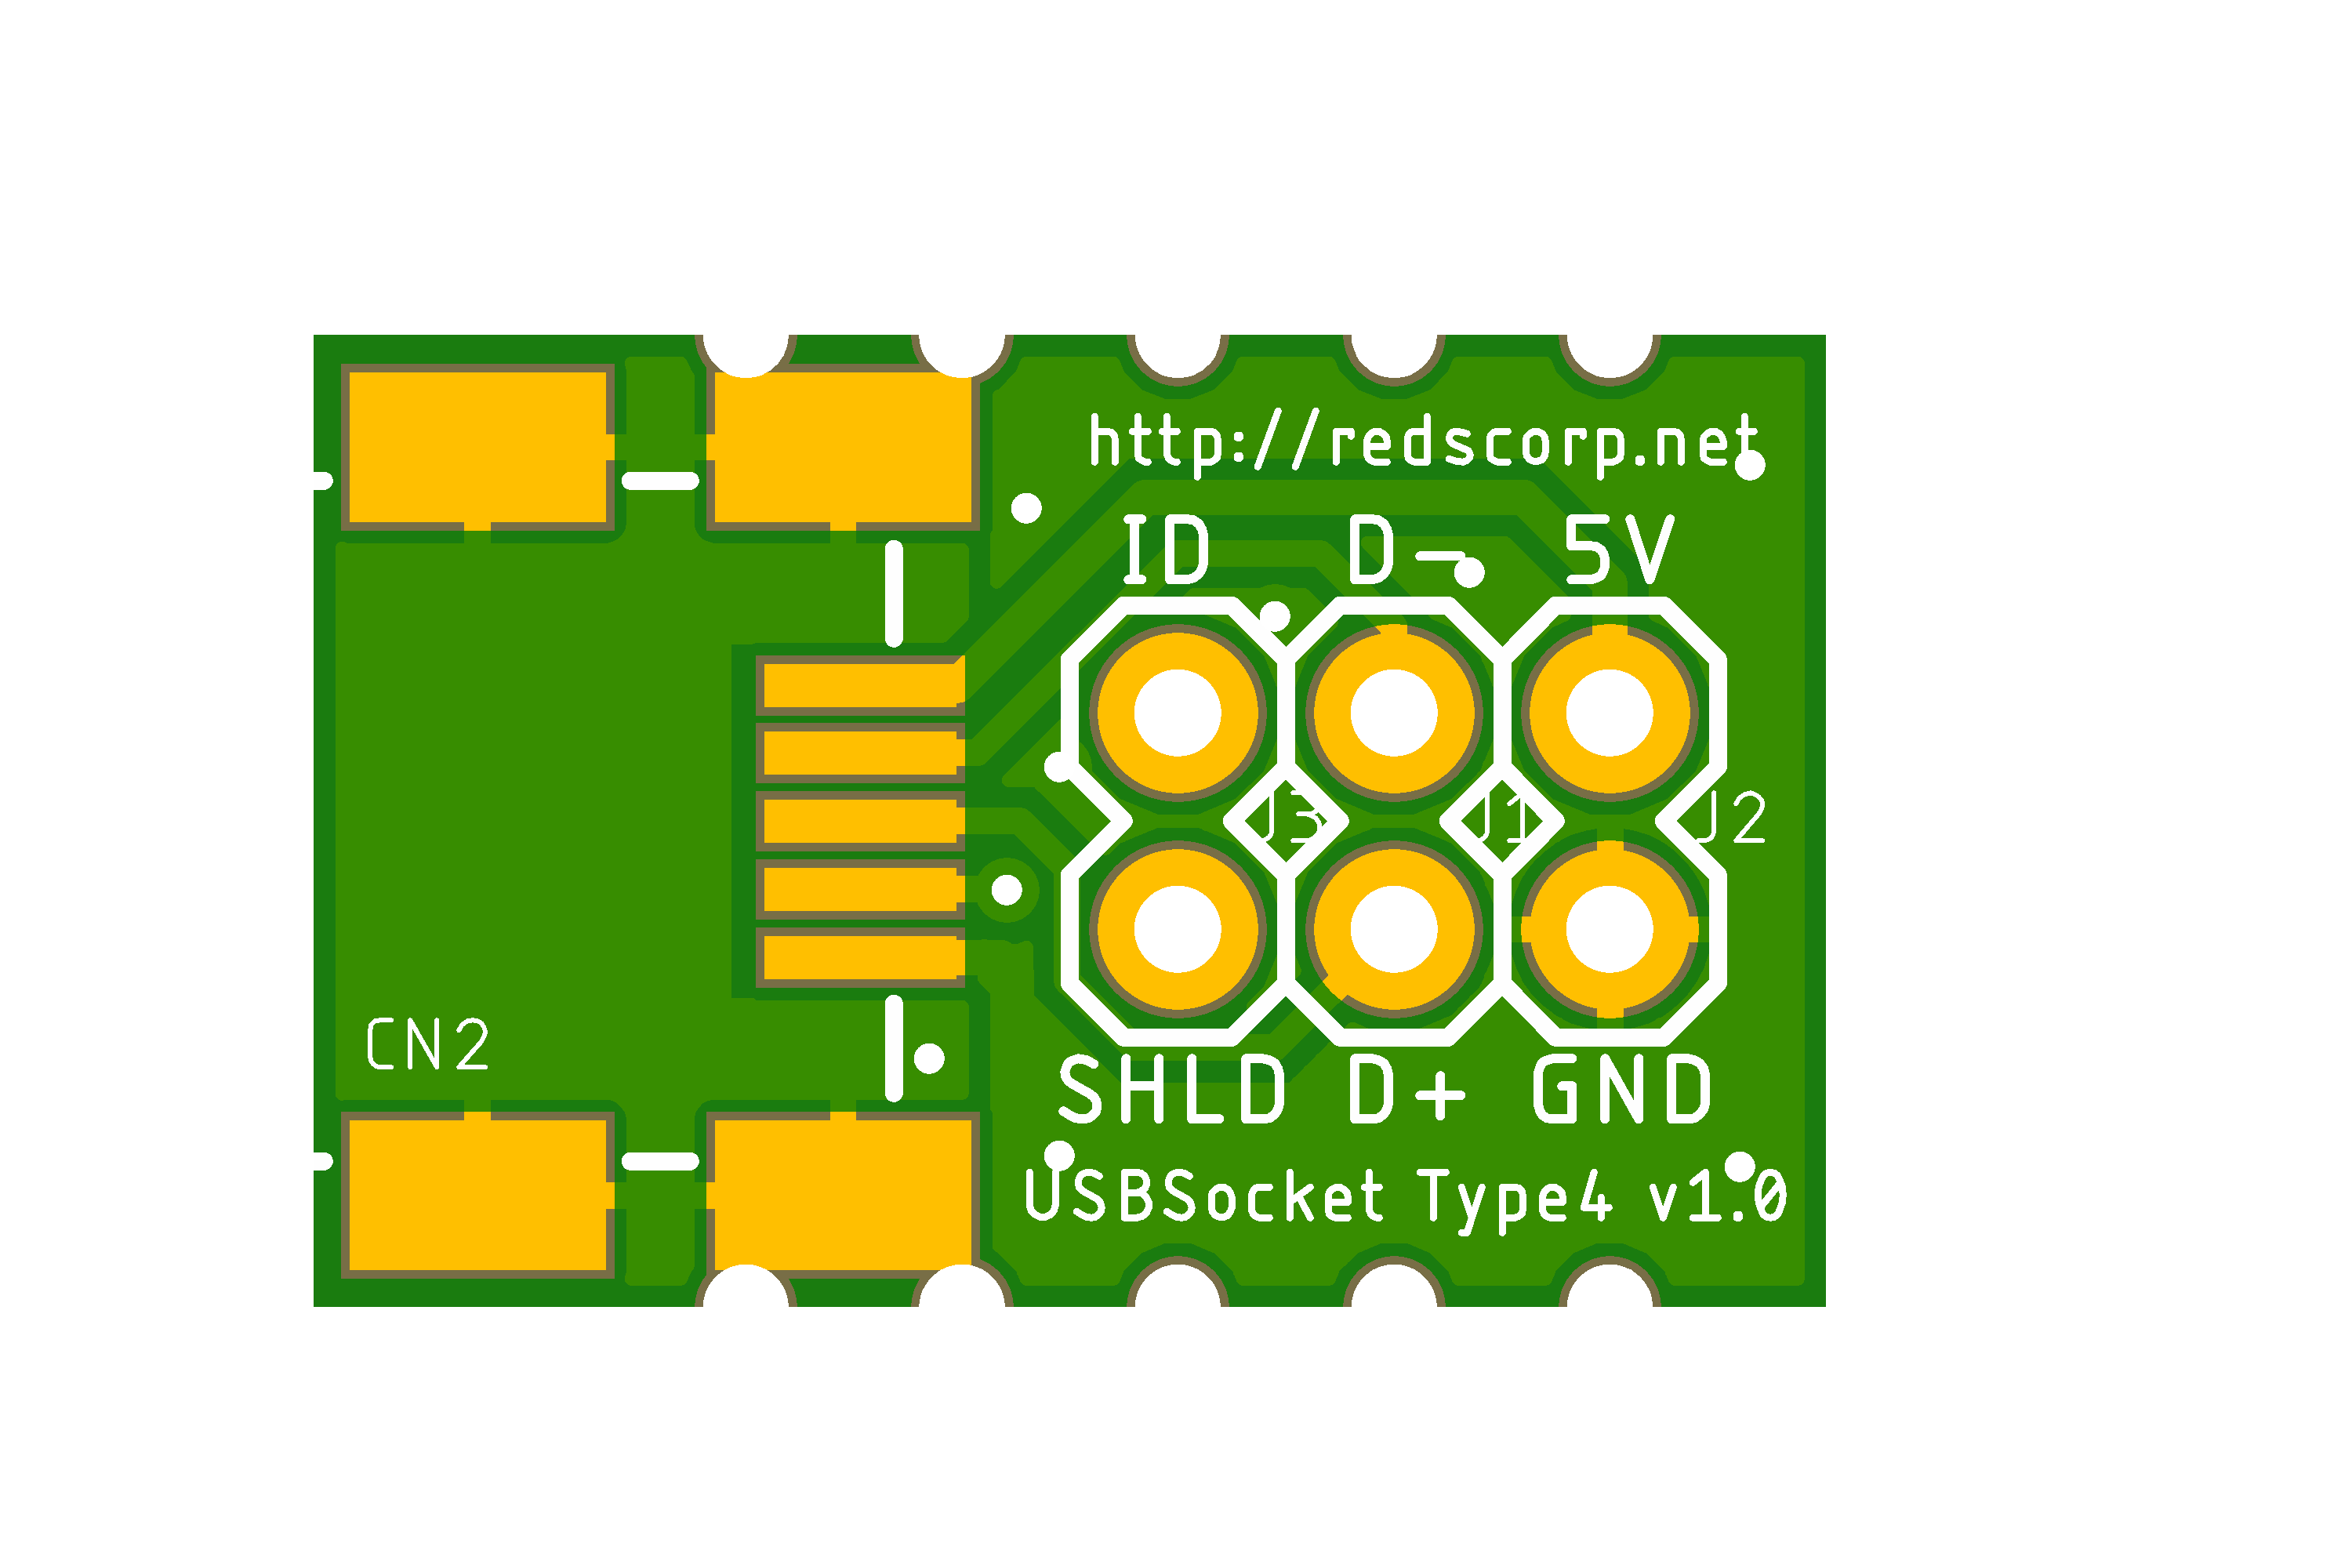 http://redscorp.net
ID D- 5V
J3 J1 J2
CN2
SHLD D+ GND
USBSocket Type4 v1.0